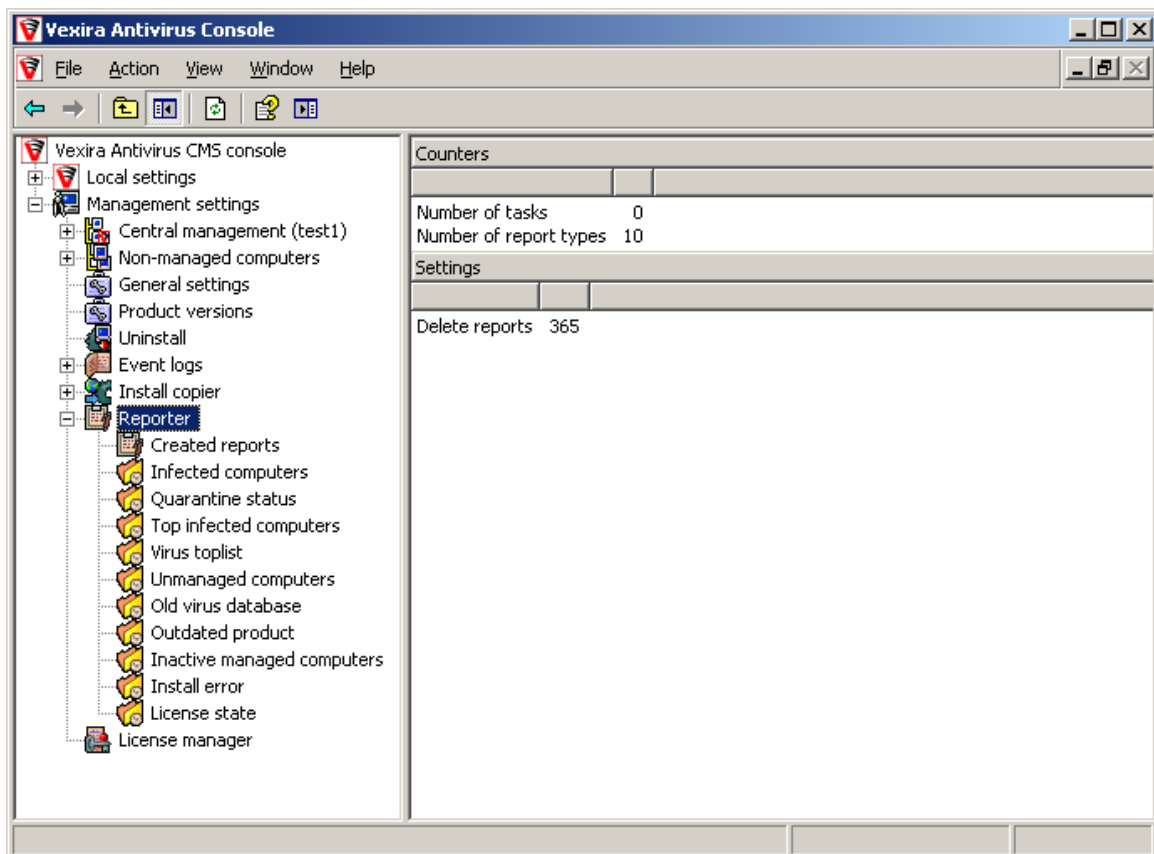 Vexira Antivirus Console
File Action View Window Help
Vexira Antivirus CMS console
Local settings
Management settings
Central management (test1)
Non-managed computers
General settings
Product versions
Uninstall
Event logs
Install copier
Reporter
Created reports
Infected computers
Quarantine status
Top infected computers
Virus toplist
Unmanaged computers
Old virus database
Outdated product
Inactive managed computers
Install error
License state
License manager
Counters
Number of tasks 0
Number of report types 10
Settings
Delete reports 365